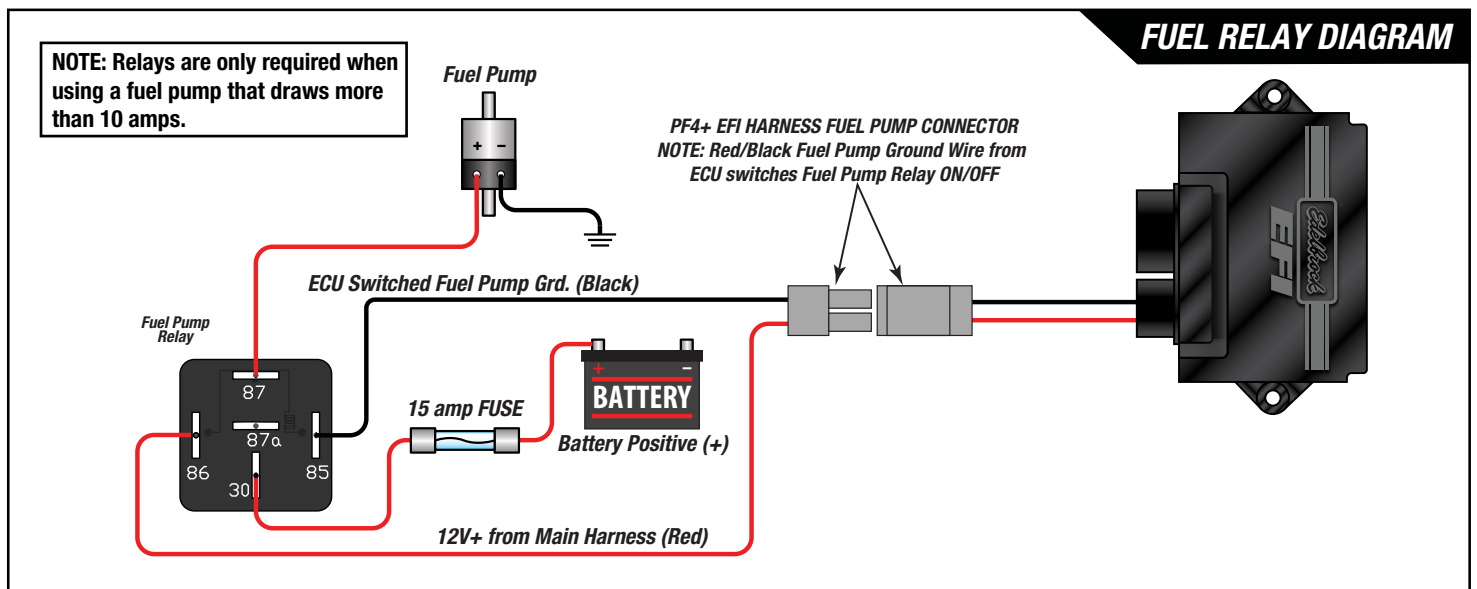 FUEL RELAY DIAGRAM
NOTE: Relays are only required when
using a fuel pump that draws more
than 10 amps.
Fuel Pump
+ −
PF4+ EFI HARNESS FUEL PUMP CONNECTOR
NOTE: Red/Black Fuel Pump Ground Wire from
ECU switches Fuel Pump Relay ON/OFF
Edelbrock
EFI
ECU Switched Fuel Pump Grd. (Black)
Fuel Pump
Relay
87
87a
86
85
30
15 amp FUSE
+ −
BATTERY
Battery Positive (+)
12V+ from Main Harness (Red)